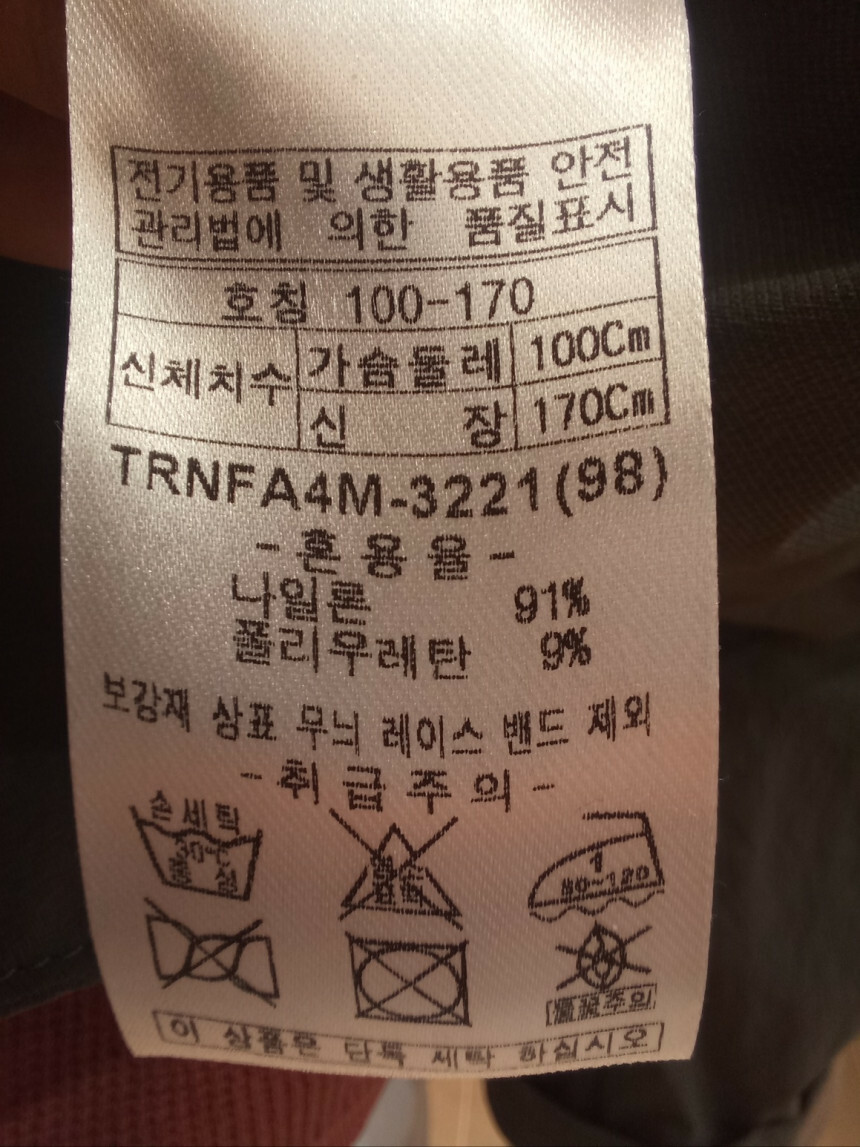 전기용품 및 생활용품 안전
관리법에 의한 품질표시
호칭 100-170
신체치수 가슴둘레 100Cm
신 장 170Cm
TRNFA4M-3221(98)
-혼용율-
나일론 91%
폴리우레탄 9%
보강재 상표 무늬 레이스 밴드 제외
-취급주의-
손세탁
1
80~120
이 상품은 단독 세탁 하십시오